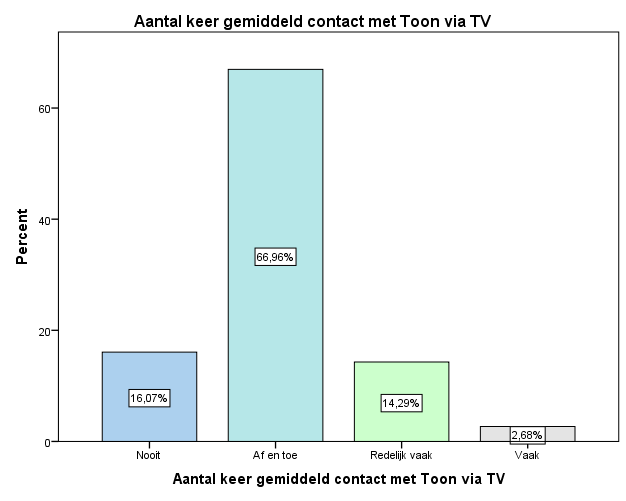 Aantal keer gemiddeld contact met Toon via TV
Percent
60
40
20
0
66,96%
16,07%
14,29%
2,68%
Nooit
Af en toe
Redelijk vaak
Vaak
Aantal keer gemiddeld contact met Toon via TV